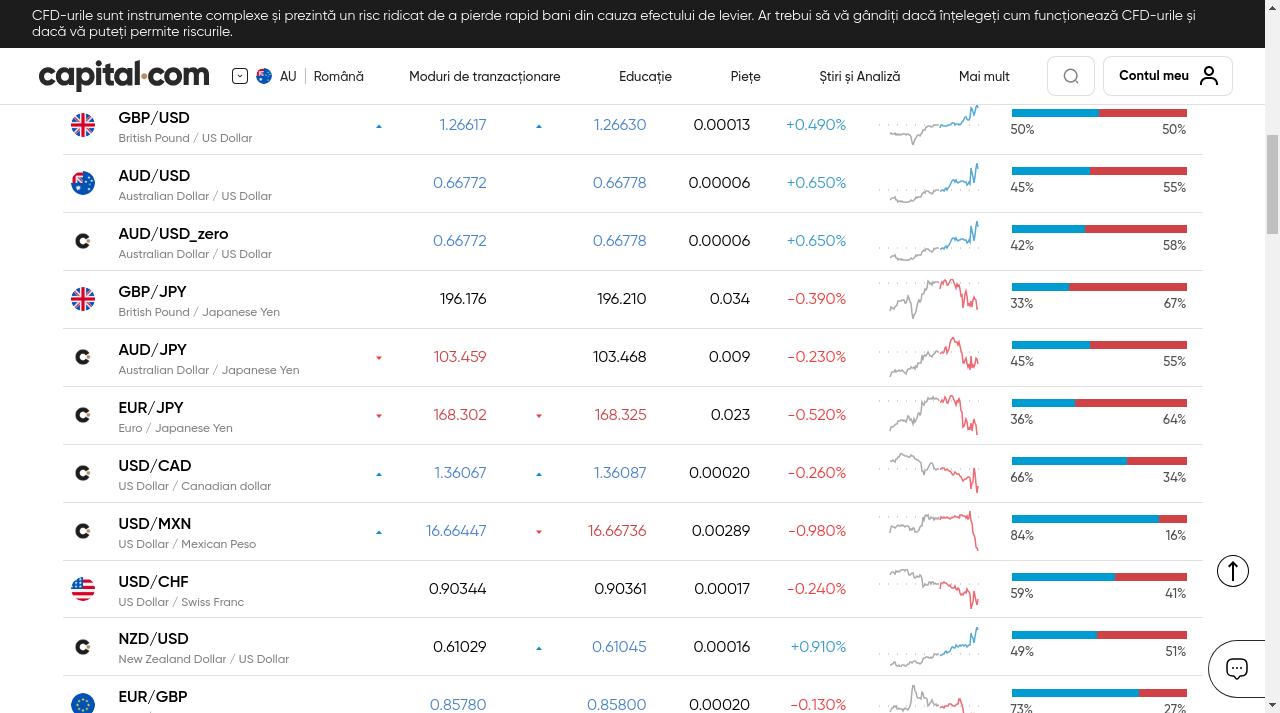 CFD-urile sunt instrumente complexe și prezintă un risc ridicat de a pierde rapid bani din cauza efectului de levier. Ar trebui să vă gândiți dacă înțelegeți cum funcționează CFD-urile și
dacă vă puteți permite riscurile.
capital.com AU Română Moduri de tranzacționare Educație Piețe Știri și Analiză Mai mult Contul meu
GBP/USD 1.26617 1.26630 0.00013 +0.490% 50% 50%
British Pound / US Dollar
AUD/USD 0.66772 0.66778 0.00006 +0.650% 45% 55%
Australian Dollar / US Dollar
AUD/USD_zero 0.66772 0.66778 0.00006 +0.650% 42% 58%
Australian Dollar / US Dollar
GBP/JPY 196.176 196.210 0.034 -0.390% 33% 67%
British Pound / Japanese Yen
AUD/JPY 103.459 103.468 0.009 -0.230% 45% 55%
Australian Dollar / Japanese Yen
EUR/JPY 168.302 168.325 0.023 -0.520% 36% 64%
Euro / Japanese Yen
USD/CAD 1.36067 1.36087 0.00020 -0.260% 66% 34%
US Dollar / Canadian dollar
USD/MXN 16.66447 16.66736 0.00289 -0.980% 84% 16%
US Dollar / Mexican Peso
USD/CHF 0.90344 0.90361 0.00017 -0.240% 59% 41%
US Dollar / Swiss Franc
NZD/USD 0.61029 0.61045 0.00016 +0.910% 49% 51%
New Zealand Dollar / US Dollar
EUR/GBP 0.85780 0.85800 0.00020 -0.130% 73% 27%